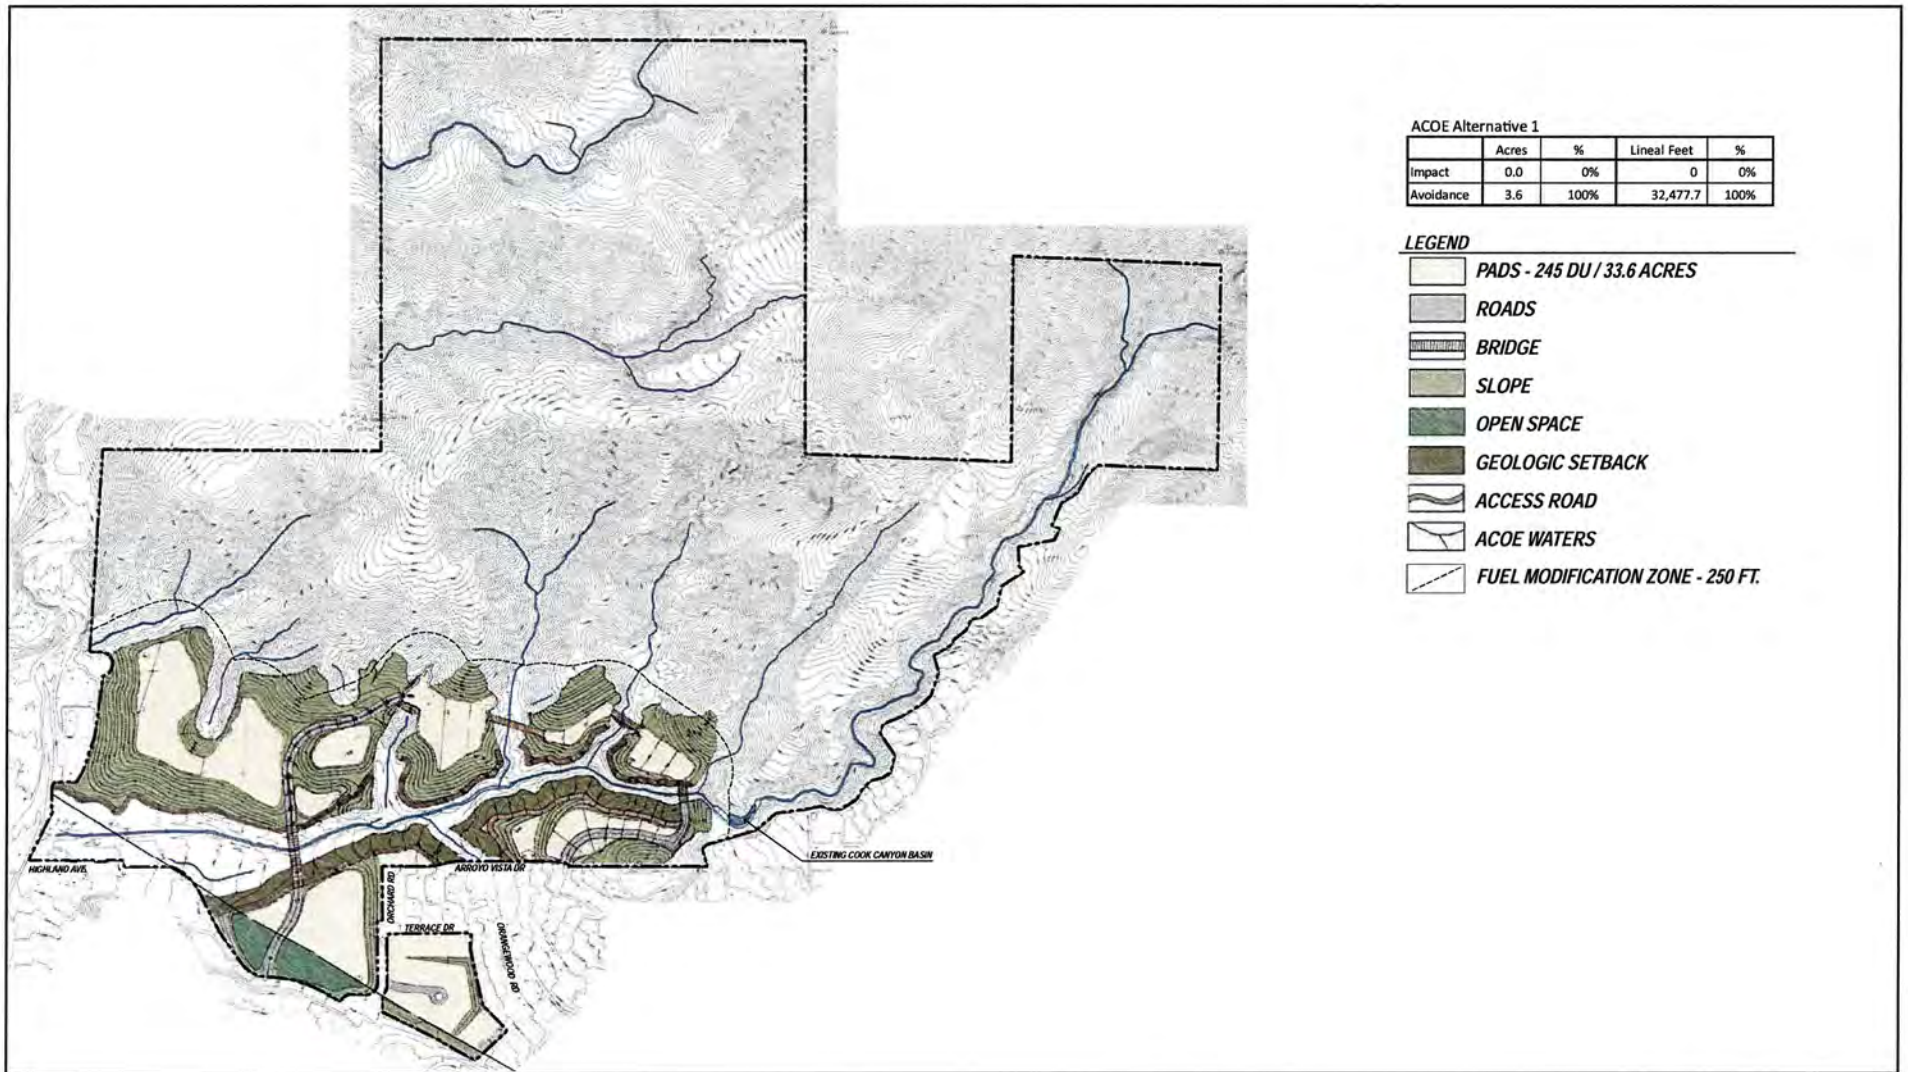 ACOE Alternative 1
Acres % Lineal Feet %
Impact 0.0 0% 0 0%
Avoidance 3.6 100% 32,477.7 100%
LEGEND
PADS - 245 DU / 33.6 ACRES
ROADS
BRIDGE
SLOPE
OPEN SPACE
GEOLOGIC SETBACK
ACCESS ROAD
ACOE WATERS
FUEL MODIFICATION ZONE - 250 FT.
EXISTING COOK CANYON BASIN
HIGHLAND AVE.
ARROYO VISTA DR
ORCHARD RD
TERRACE DR
ORANGEWOOD RD